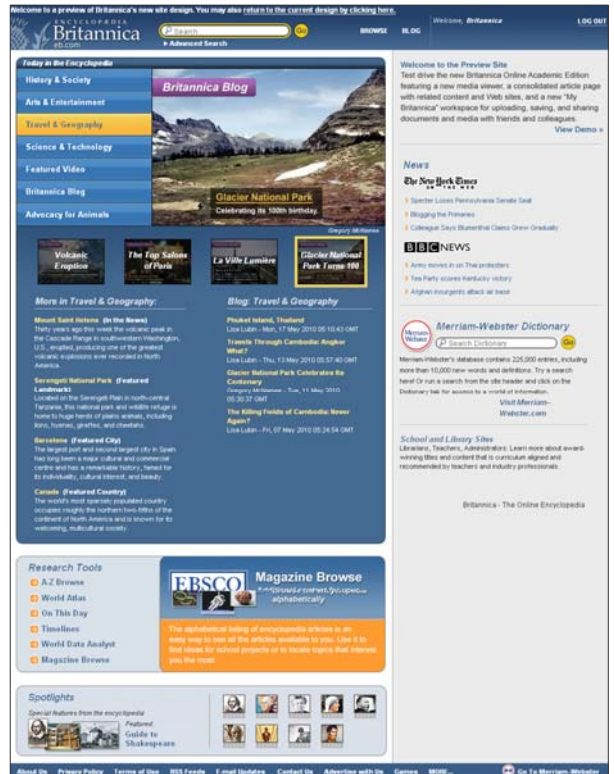 Welcome to a preview of Britannica's new site design. You may also return to the current design by clicking here.
ENCYCLOPÆDIA
Britannica
eb.com
Search
Go
▸ Advanced Search
BROWSE
BLOG
Welcome, Britannica
LOG OUT
Today in the Encyclopedia
History & Society
Arts & Entertainment
Travel & Geography
Science & Technology
Featured Video
Britannica Blog
Advocacy for Animals
Britannica Blog
Glacier National Park
Celebrating its 100th birthday.
Gregory McNamee
Volcanic
Eruption
The Top Salons
of Paris
La Ville Lumière
Glacier National
Park Turns 100
More in Travel & Geography:
Mount Saint Helens (In the News)
Thirty years ago this week the volcanic peak in
the Cascade Range in southwestern Washington,
U.S., erupted, producing one of the greatest
volcanic explosions ever recorded in North
America.
Serengeti National Park (Featured
Landmark)
Located on the Serengeti Plain in north-central
Tanzania, this national park and wildlife refuge is
home to huge herds of plains animals, including
lions, hyenas, giraffes, and cheetahs.
Barcelona (Featured City)
The largest port and second largest city in Spain
has long been a major cultural and commercial
centre and has a remarkable history, famed for
its individuality, cultural interest, and beauty.
Canada (Featured Country)
The world's most sparsely populated country
occupies roughly the northern two-fifths of the
continent of North America and is known for its
welcoming, multicultural society.
Blog: Travel & Geography
Phuket Island, Thailand
Lisa Lubin - Mon, 17 May 2010 05:10:43 GMT
Travels Through Cambodia: Angkor
What?
Lisa Lubin - Thu, 13 May 2010 05:57:40 GMT
Glacier National Park Celebrates Its
Centenary
Gregory McNamee - Tue, 11 May 2010
05:30:37 GMT
The Killing Fields of Cambodia: Never
Again?
Lisa Lubin - Fri, 07 May 2010 05:24:54 GMT
Welcome to the Preview Site
Test drive the new Britannica Online Academic Edition
featuring a new media viewer, a consolidated article page
with related content and Web sites, and a new "My
Britannica" workspace for uploading, saving, and sharing
documents and media with friends and colleagues.
View Demo »
News
The New York Times
ON THE WEB
Specter Loses Pennsylvania Senate Seat
Blogging the Primaries
Colleague Says Blumenthal Claims Grew Gradually
BBC NEWS
Army moves in on Thai protesters
Tea Party scores Kentucky victory
Afghan insurgents attack air base
Merriam-
Webster
Merriam-Webster Dictionary
Search Dictionary
Go
Merriam-Webster's database contains 225,000 entries, including
more than 10,000 new words and definitions. Try a search
here! Or run a search from the site header and click on the
Dictionary tab for access to a world of information.
Visit Merriam-
Webster.com
School and Library Sites
Librarians, Teachers, Administrators: Learn more about award-
winning titles and content that is curriculum aligned and
recommended by teachers and industry professionals.
Britannica - The Online Encyclopedia
Research Tools
A-Z Browse
World Atlas
On This Day
Timelines
World Data Analyst
Magazine Browse
EBSCO
Magazine Browse
alphabetically
The alphabetical listing of encyclopedia articles is an
easy way to see all the articles available to you. Use it to
find ideas for school projects or to locate topics that interest
you the most.
Spotlights
Special features from the encyclopedia
Featured
Guide to
Shakespeare
About Us Privacy Policy Terms of Use RSS Feeds E-mail Updates Contact Us Advertise with Us Games MORE... Go To Merriam-Webster